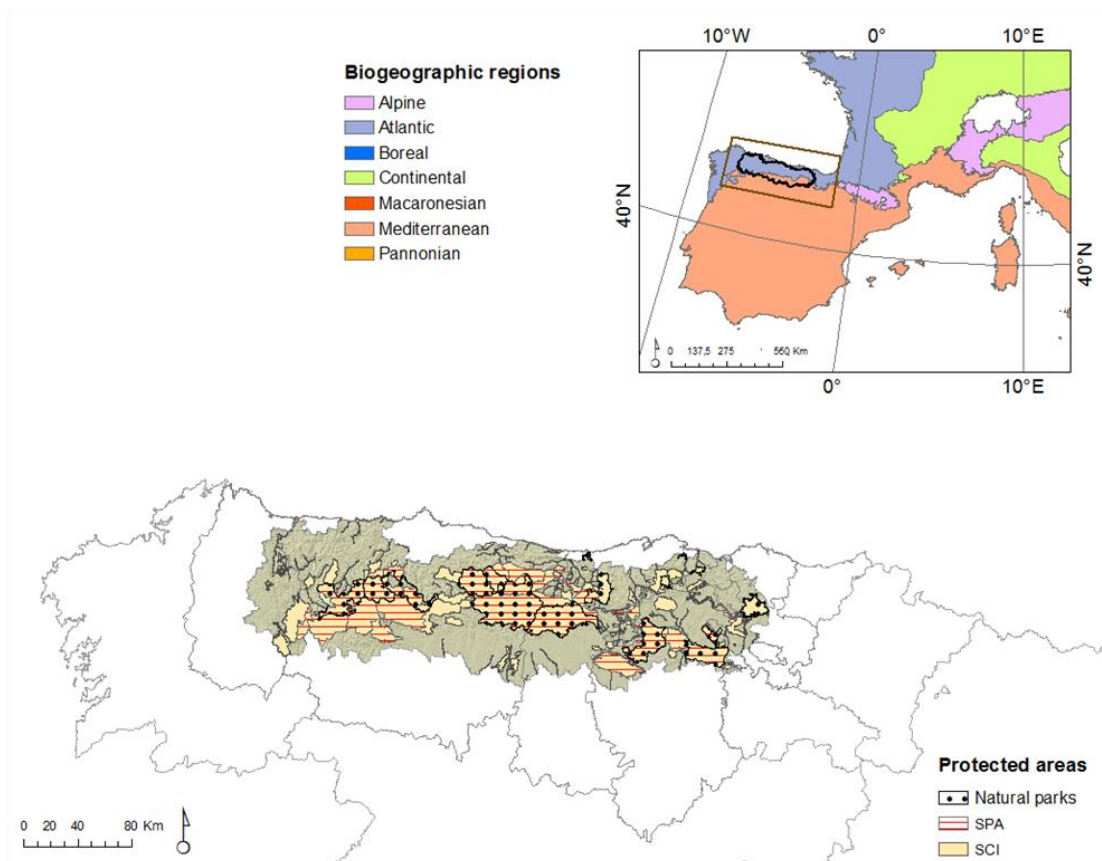 10°W 0° 10°E
Biogeographic regions
Alpine
Atlantic
Boreal
Continental
Macaronesian
Mediterranean
Pannonian
40°N
40°N
0 137,5 275 550 Km
0° 10°E
Protected areas
Natural parks
SPA
SCI
0 20 40 80 Km